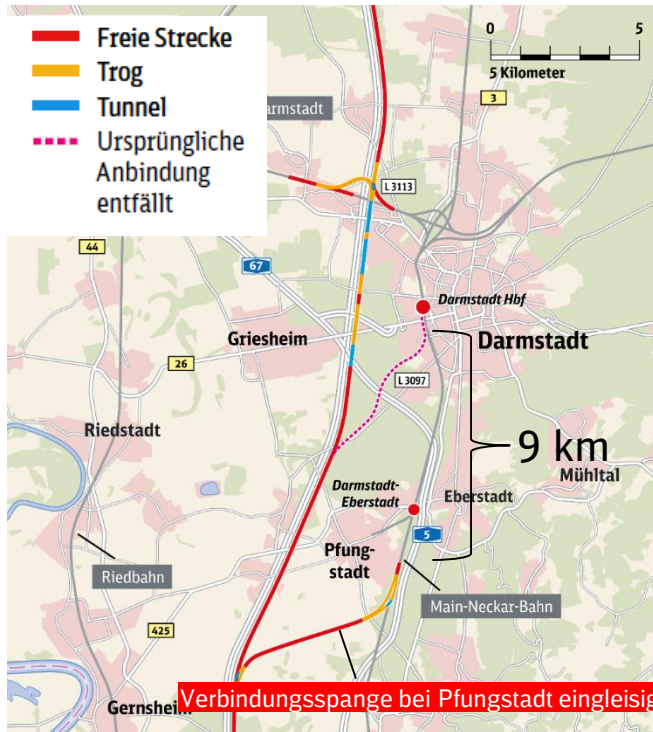 Freie Strecke
Trog
Tunnel
Ursprüngliche
Anbindung
entfällt
0 5
5 Kilometer
3
armstadt
L 3113
44
67
Darmstadt Hbf
Griesheim
Darmstadt
26
L 3097
Riedstadt
9 km
Mühltal
Darmstadt-
Eberstadt
Eberstadt
5
Pfung-
stadt
Riedbahn
Main-Neckar-Bahn
425
Gernsheim
Verbindungsspange bei Pfungstadt eingleisig